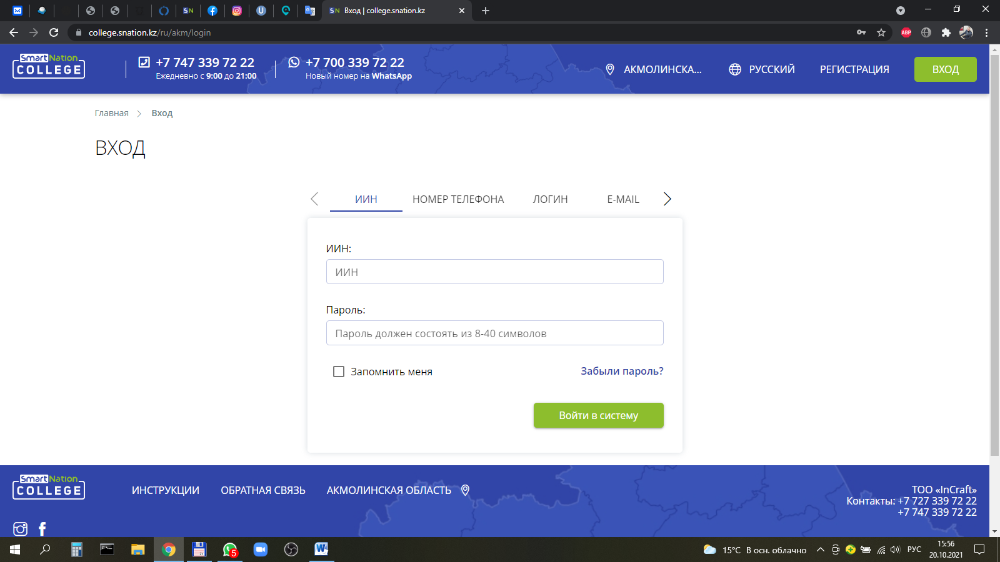 SN
U
SN
Вход | college.snation.kz
college.snation.kz/ru/akm/login
ABP
SmartNation
COLLEGE
+7 747 339 72 22
Ежедневно с 9:00 до 21:00
+7 700 339 72 22
Новый номер на WhatsApp
АКМОЛИНСКА...
РУССКИЙ
РЕГИСТРАЦИЯ
ВХОД
Главная
Вход
ВХОД
ИИН
НОМЕР ТЕЛЕФОНА
ЛОГИН
E-MAIL
ИИН:
ИИН
Пароль:
Пароль должен состоять из 8-40 символов
Запомнить меня
Забыли пароль?
Войти в систему
SmartNation
COLLEGE
ИНСТРУКЦИИ
ОБРАТНАЯ СВЯЗЬ
АКМОЛИНСКАЯ ОБЛАСТЬ
ТОО «InCraft»
Контакты: +7 727 339 72 22
+7 747 339 72 22
5
W
15°C В осн. облачно
РУС
15:56
20.10.2021